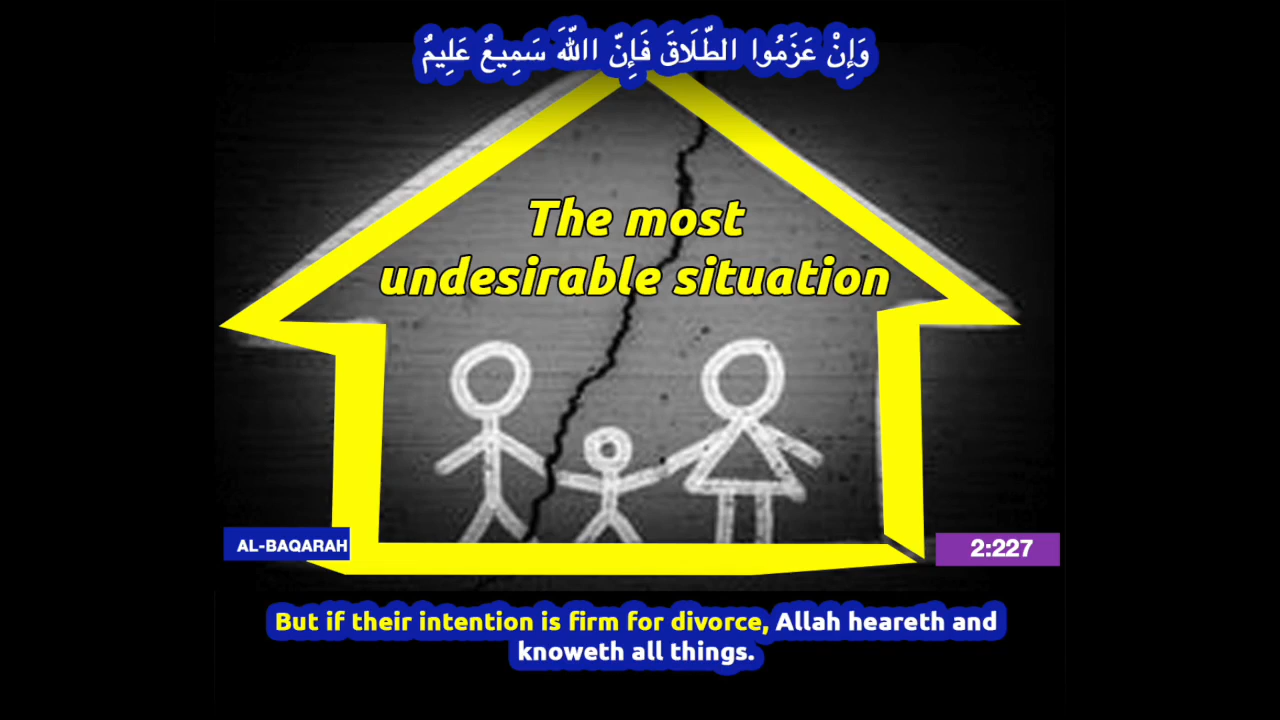 وَإِنْ عَزَمُوا الطَّلَاقَ فَإِنَّ اللَّهَ سَمِيعٌ عَلِيمٌ
The most
undesirable situation
AL-BAQARAH
2:227
But if their intention is firm for divorce, Allah heareth and
knoweth all things.